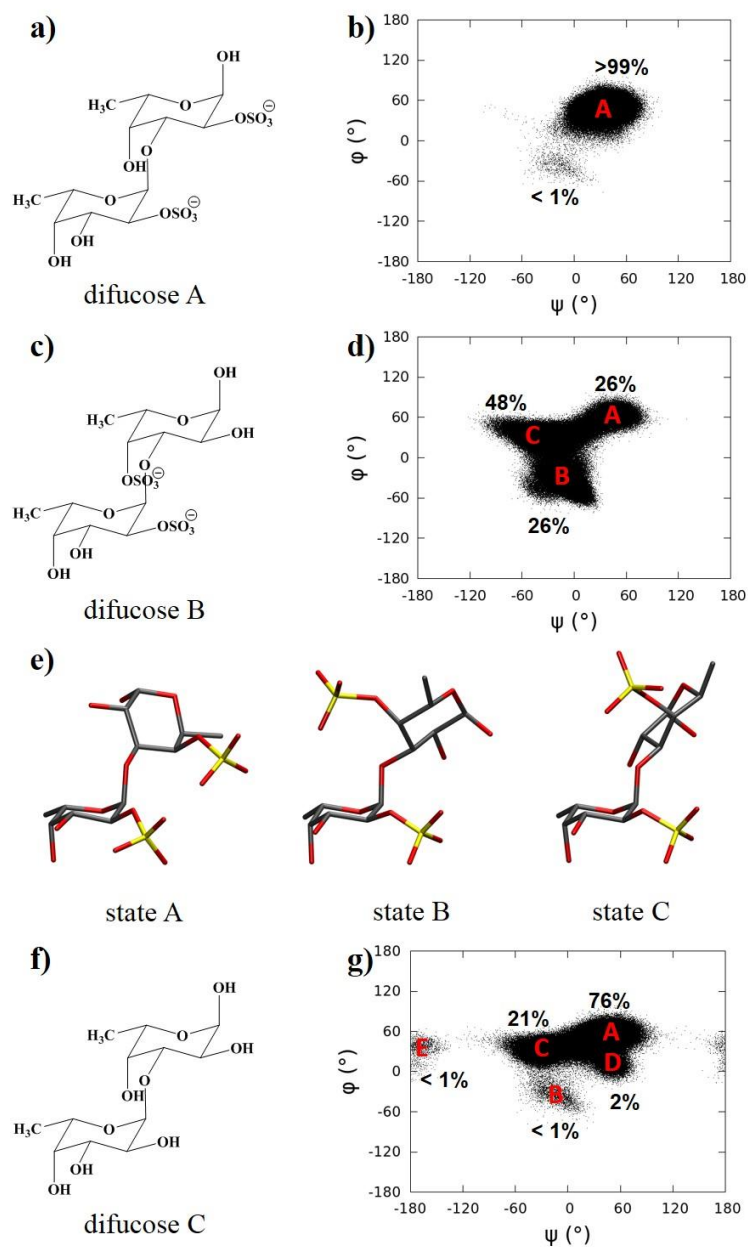 a)
OH
H₃C
O
OSO₃
⊖
O
OH
H₃C
O
OSO₃
⊖
OH
OH
difucose A
b)
180
120
60
0
-60
-120
-180
φ (°)
>99%
A
< 1%
-180 -120 -60 0 60 120 180
ψ (°)
c)
OH
H₃C
O
OH
O
OSO₃
⊖
H₃C
O
OSO₃
⊖
OH
OH
difucose B
d)
180
120
60
0
-60
-120
-180
φ (°)
48%
26%
A
C
B
26%
-180 -120 -60 0 60 120 180
ψ (°)
e)
state A
state B
state C
f)
OH
H₃C
O
OH
O
OH
H₃C
O
OH
OH
OH
difucose C
g)
180
120
60
0
-60
-120
-180
φ (°)
76%
21%
A
E
C
D
B
< 1%
2%
< 1%
-180 -120 -60 0 60 120 180
ψ (°)